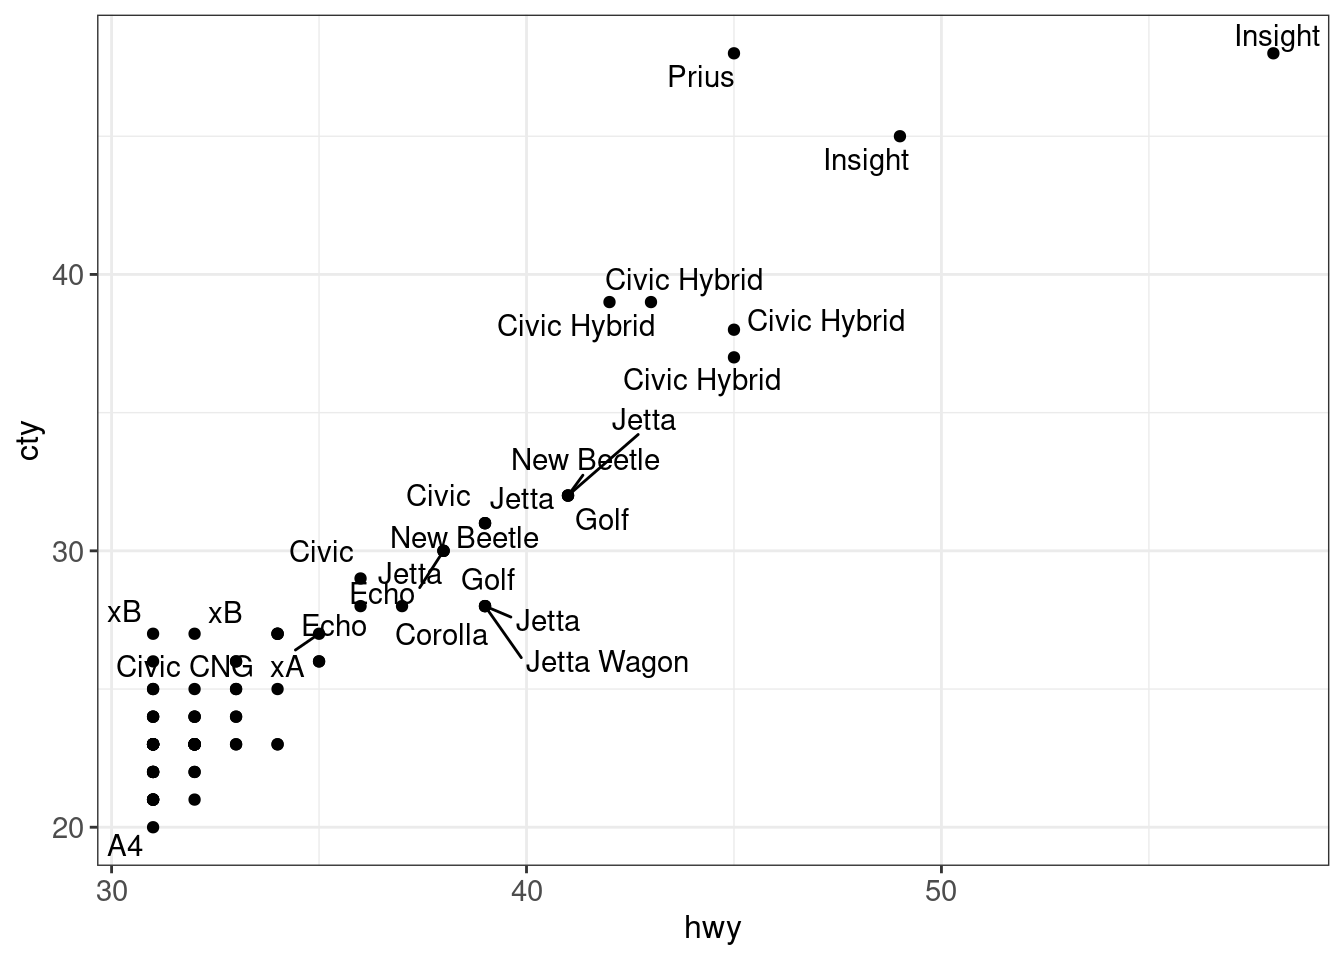 Insight
Prius
Insight
Civic Hybrid
Civic Hybrid
Civic Hybrid
Civic Hybrid
Jetta
New Beetle
Civic
Jetta
Golf
New Beetle
Civic
Jetta
Golf
Echo
xB
xB
Echo
Jetta
Corolla
Civic CNG
xA
Jetta Wagon
A4
cty
40
30
20
30
40
50
hwy